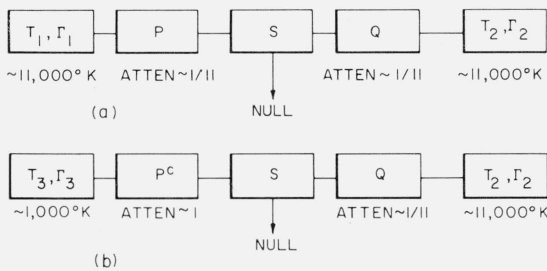 T₁, Γ₁ P S Q T₂, Γ₂
~11,000°K ATTEN~1/11 ATTEN~1/11 ~11,000°K
NULL
(a)
T₃, Γ₃ Pᶜ S Q T₂, Γ₂
~1,000°K ATTEN~1 ATTEN~1/11 ~11,000°K
NULL
(b)